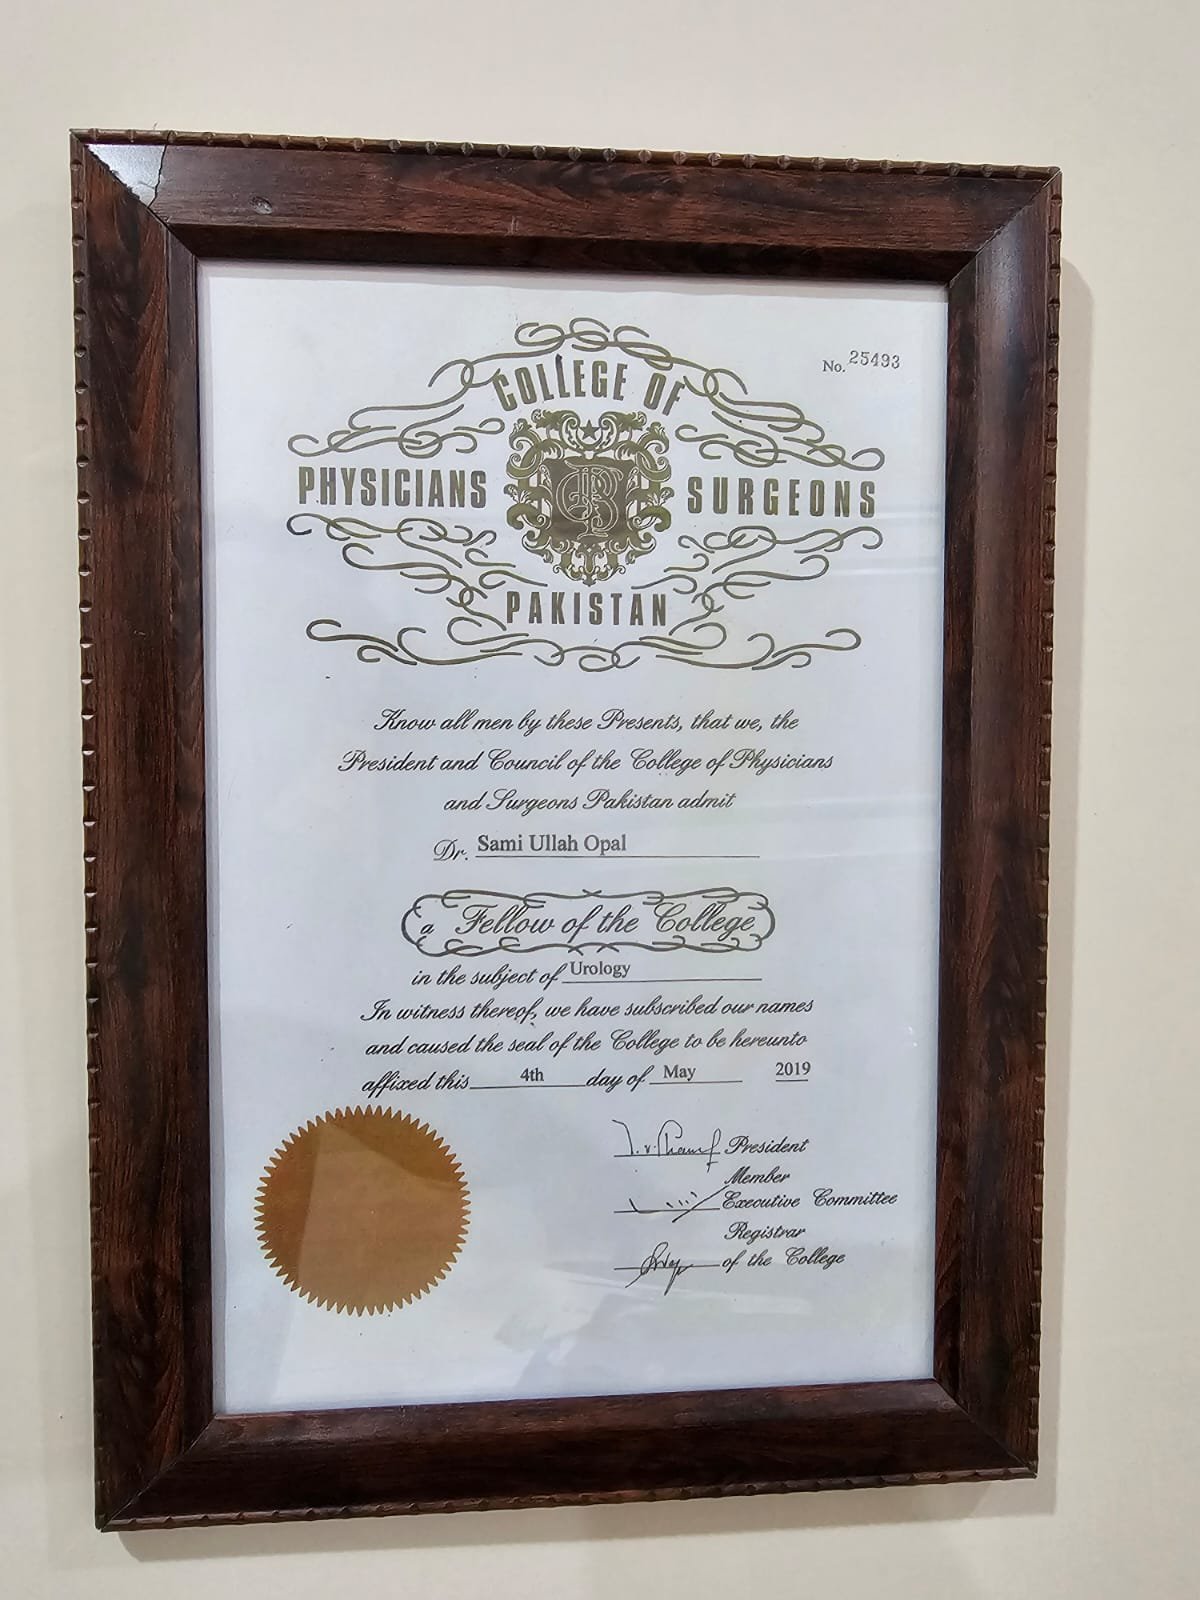 No. 25493
COLLEGE OF
PHYSICIANS SURGEONS
PAKISTAN
Know all men by these Presents, that we, the
President and Council of the College of Physicians
and Surgeons Pakistan admit
Dr. Sami Ullah Opal
a Fellow of the College
in the subject of Urology
In witness thereof, we have subscribed our names
and caused the seal of the College to be hereunto
affixed this 4th day of May 2019
President
Member
Executive Committee
Registrar
of the College